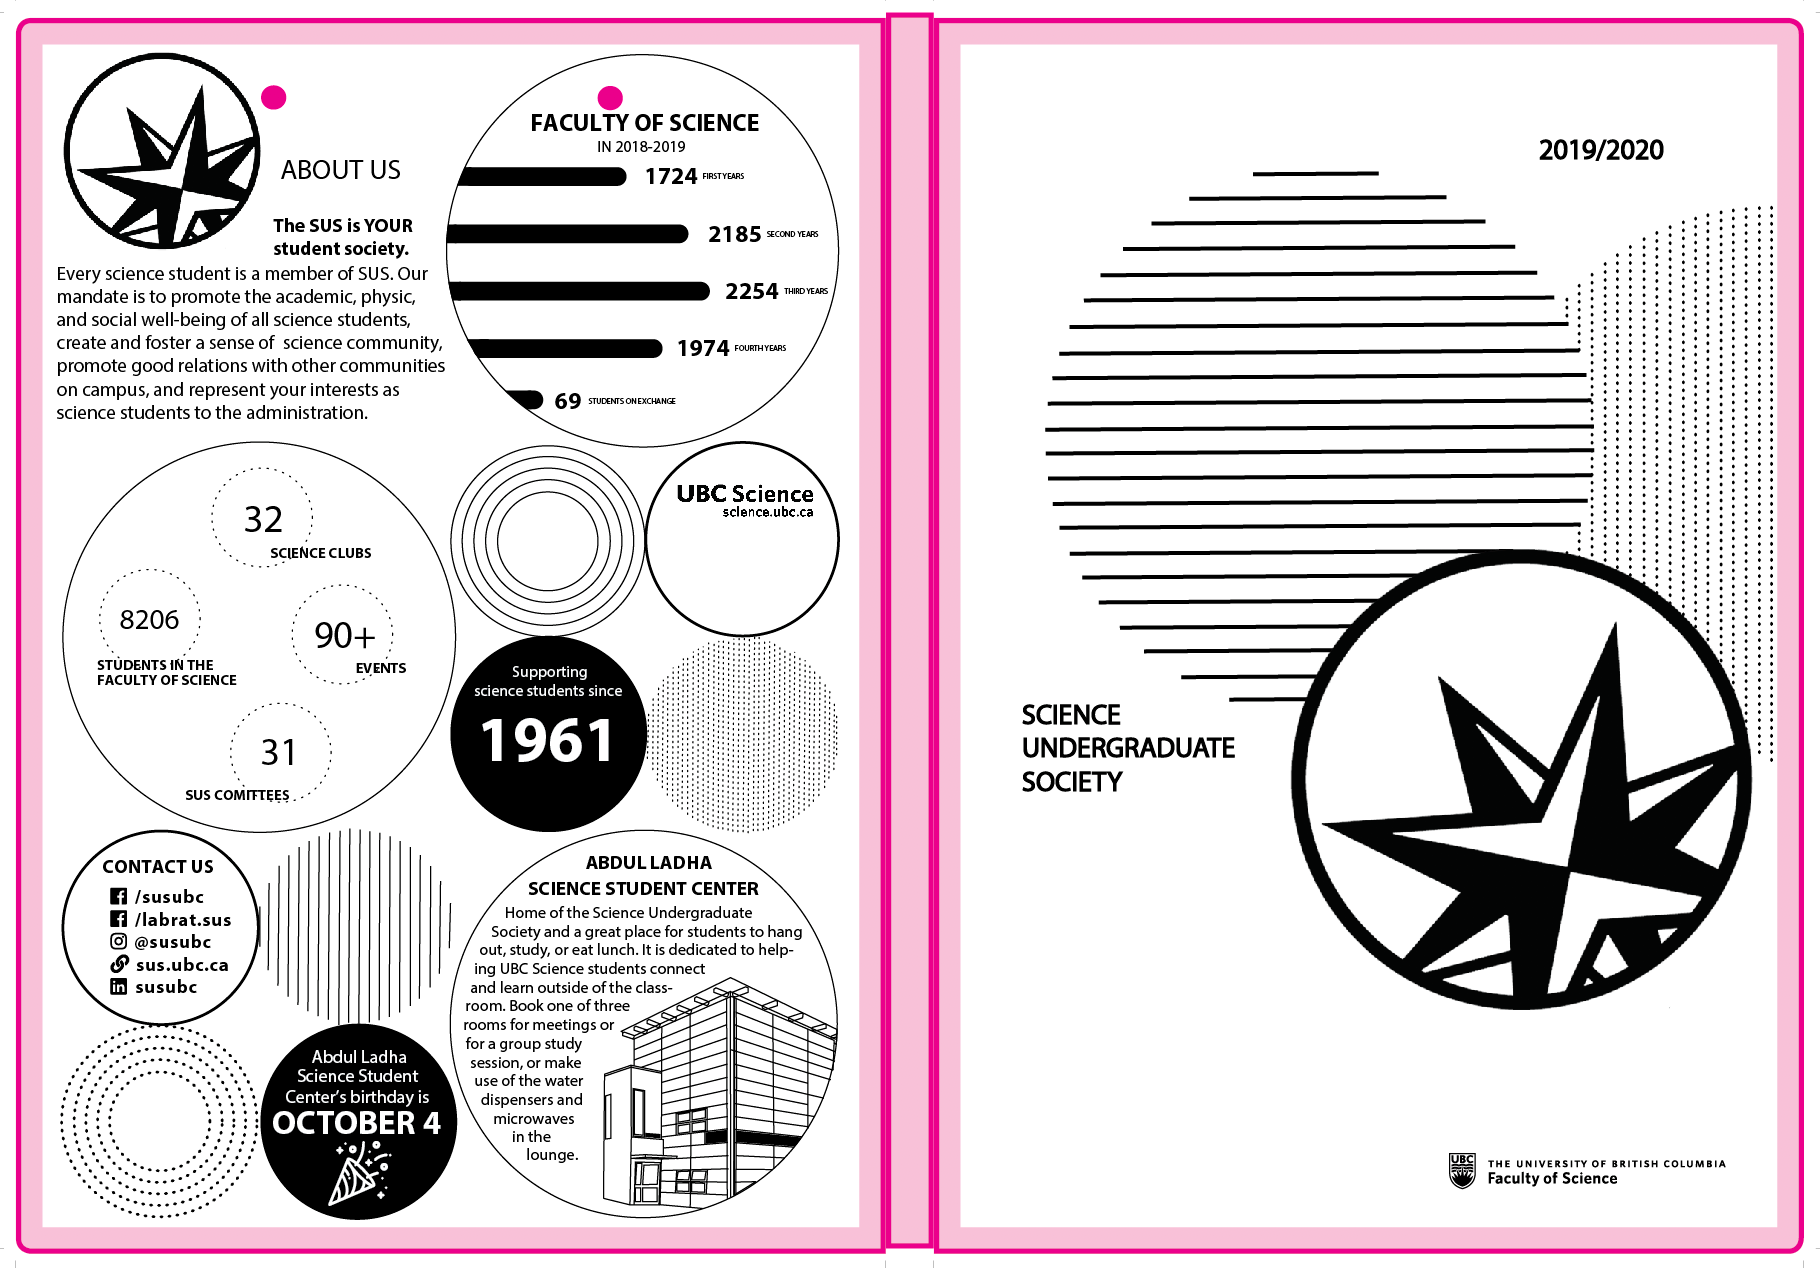 ABOUT US
The SUS is YOUR
student society.
Every science student is a member of SUS. Our
mandate is to promote the academic, physic,
and social well-being of all science students,
create and foster a sense of science community,
promote good relations with other communities
on campus, and represent your interests as
science students to the administration.
FACULTY OF SCIENCE
IN 2018-2019
1724 FIRST YEARS
2185 SECOND YEARS
2254 THIRD YEARS
1974 FOURTH YEARS
69 STUDENTS ON EXCHANGE
32
SCIENCE CLUBS
8206
STUDENTS IN THE
FACULTY OF SCIENCE
90+
EVENTS
31
SUS COMITTEES
UBC Science
science.ubc.ca
Supporting
science students since
1961
CONTACT US
/susubc
/labrat.sus
@susubc
sus.ubc.ca
susubc
Abdul Ladha
Science Student
Center's birthday is
OCTOBER 4
ABDUL LADHA
SCIENCE STUDENT CENTER
Home of the Science Undergraduate
Society and a great place for students to hang
out, study, or eat lunch. It is dedicated to help-
ing UBC Science students connect
and learn outside of the class-
room. Book one of three
rooms for meetings or
for a group study
session, or make
use of the water
dispensers and
microwaves
in the
lounge.
2019/2020
SCIENCE
UNDERGRADUATE
SOCIETY
UBC
THE UNIVERSITY OF BRITISH COLUMBIA
Faculty of Science